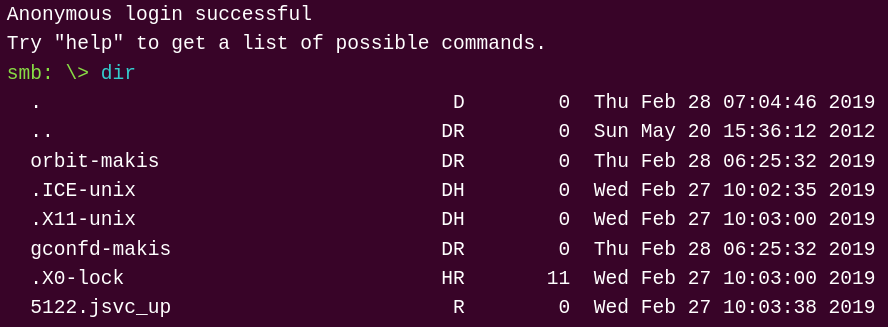 Anonymous login successful
Try "help" to get a list of possible commands.
smb: \> dir
  .                                   D        0  Thu Feb 28 07:04:46 2019
  ..                                 DR        0  Sun May 20 15:36:12 2012
  orbit-makis                        DR        0  Thu Feb 28 06:25:32 2019
  .ICE-unix                          DH        0  Wed Feb 27 10:02:35 2019
  .X11-unix                          DH        0  Wed Feb 27 10:03:00 2019
  gconfd-makis                       DR        0  Thu Feb 28 06:25:32 2019
  .X0-lock                           HR       11  Wed Feb 27 10:03:00 2019
  5122.jsvc_up                        R        0  Wed Feb 27 10:03:38 2019